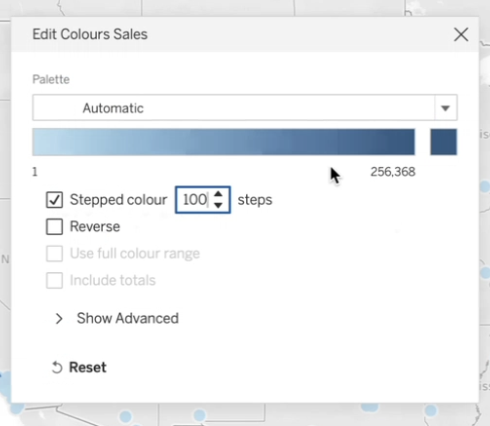 Edit Colours Sales
Palette
Automatic
1 256,368
Stepped colour 100 steps
Reverse
Use full colour range
Include totals
Show Advanced
Reset